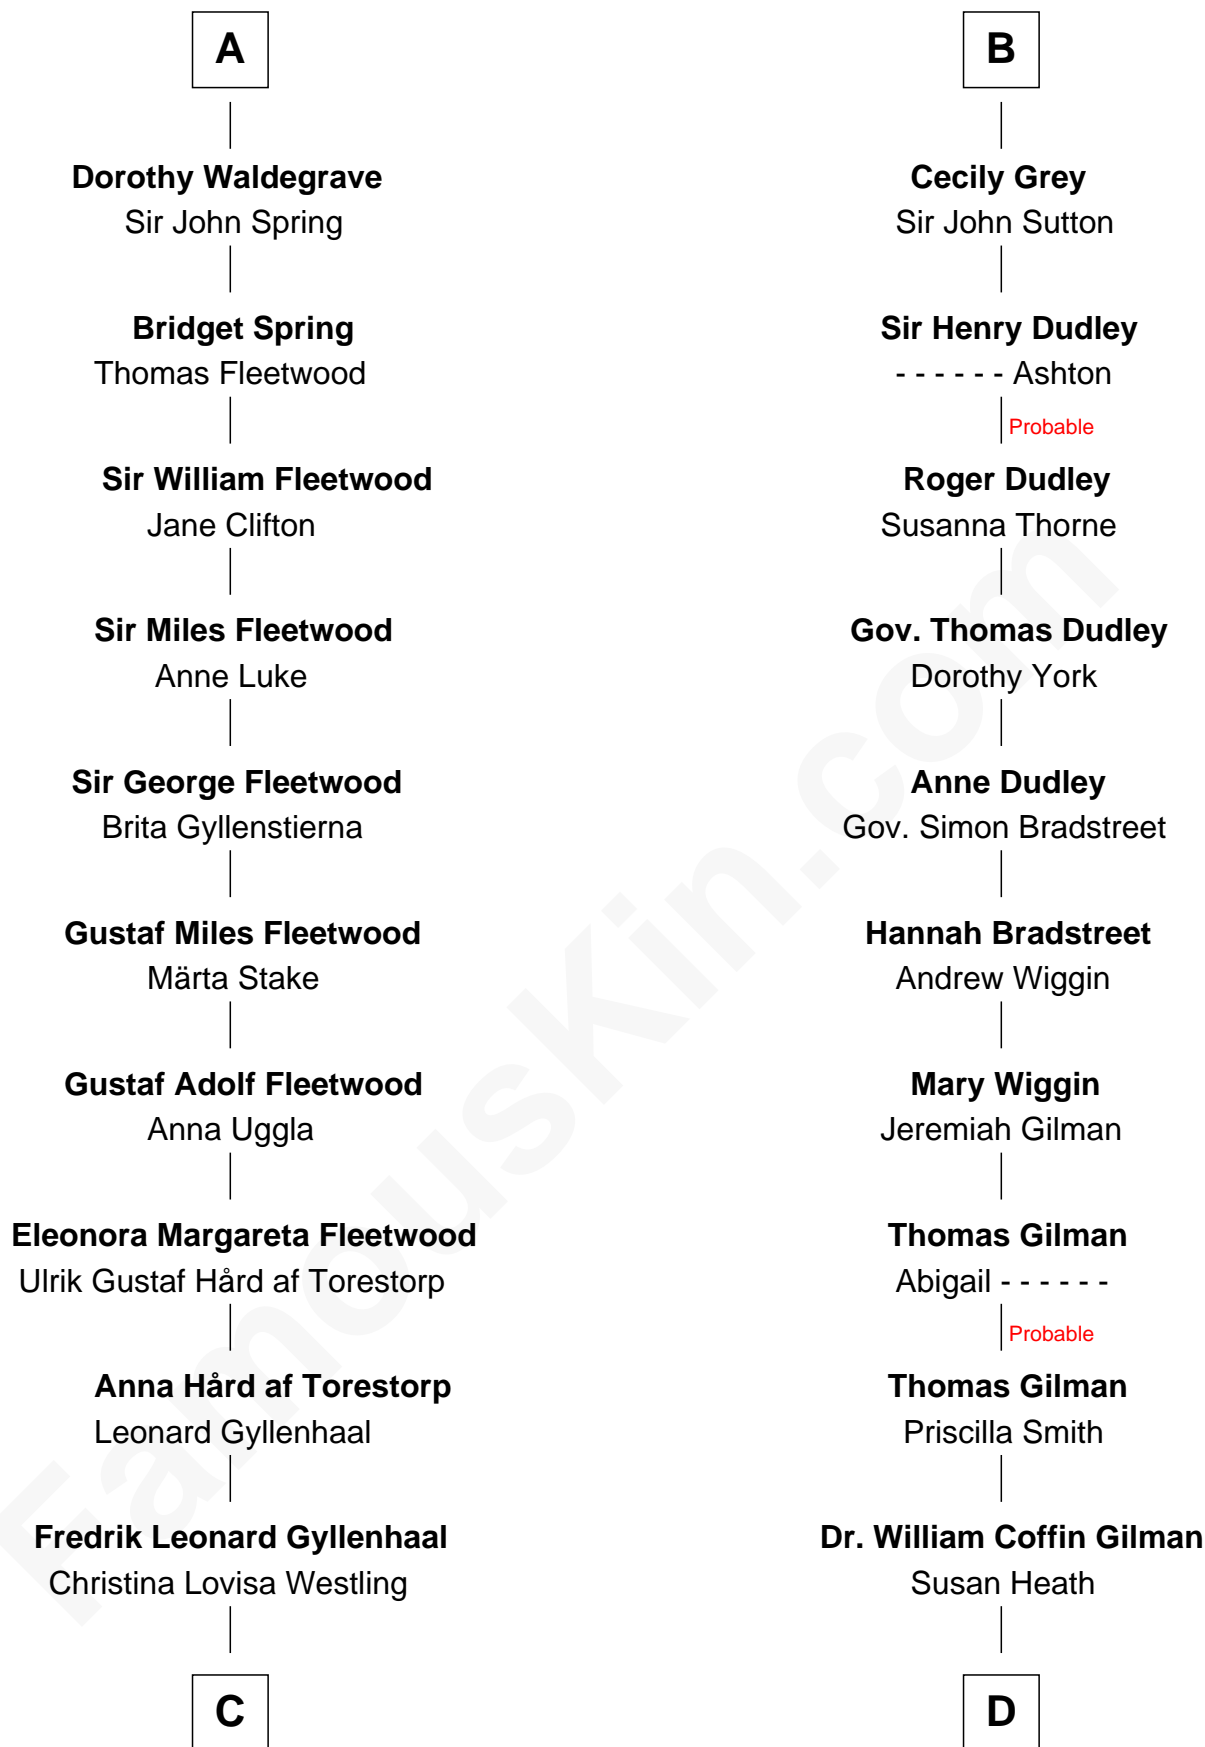 A
Dorothy Waldegrave
Sir John Spring
Bridget Spring
Thomas Fleetwood
Sir William Fleetwood
Jane Clifton
Sir Miles Fleetwood
Anne Luke
Sir George Fleetwood
Brita Gyllenstierna
Gustaf Miles Fleetwood
Märta Stake
Gustaf Adolf Fleetwood
Anna Uggla
Eleonora Margareta Fleetwood
Ulrik Gustaf Hård af Torestorp
Anna Hård af Torestorp
Leonard Gyllenhaal
Fredrik Leonard Gyllenhaal
Christina Lovisa Westling
C
B
Cecily Grey
Sir John Sutton
Sir Henry Dudley
- - - - - - Ashton
Probable
Roger Dudley
Susanna Thorne
Gov. Thomas Dudley
Dorothy York
Anne Dudley
Gov. Simon Bradstreet
Hannah Bradstreet
Andrew Wiggin
Mary Wiggin
Jeremiah Gilman
Thomas Gilman
Abigail - - - - - -
Probable
Thomas Gilman
Priscilla Smith
Dr. William Coffin Gilman
Susan Heath
D
FamousKin.com